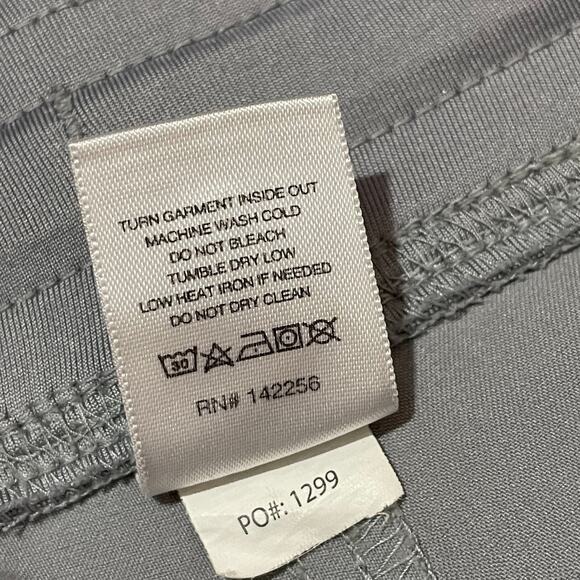 TURN GARMENT INSIDE OUT
MACHINE WASH COLD
DO NOT BLEACH
TUMBLE DRY LOW
LOW HEAT IRON IF NEEDED
DO NOT DRY CLEAN
30
RN# 142256
PO#: 1299